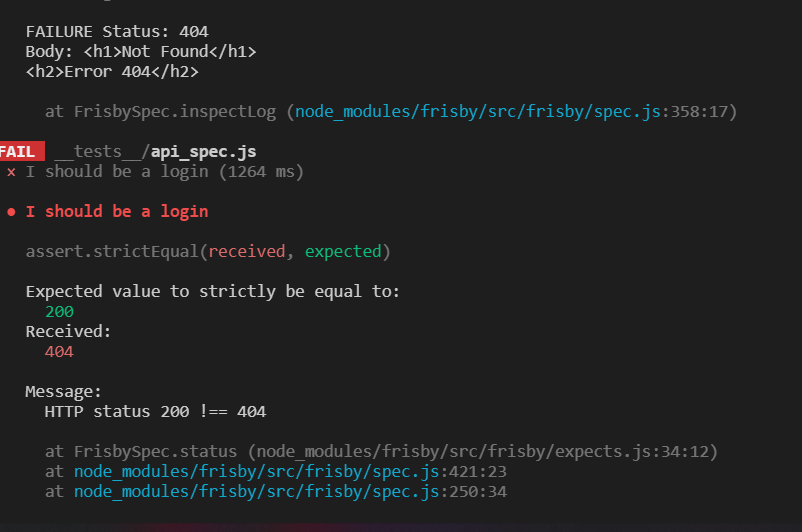 FAILURE Status: 404
Body: <h1>Not Found</h1>
<h2>Error 404</h2>
at FrisbySpec.inspectLog (node_modules/frisby/src/frisby/spec.js:358:17)
FAIL __tests__/api_spec.js
× I should be a login (1264 ms)
● I should be a login
assert.strictEqual(received, expected)
Expected value to strictly be equal to:
200
Received:
404
Message:
HTTP status 200 !== 404
at FrisbySpec.status (node_modules/frisby/src/frisby/expects.js:34:12)
at node_modules/frisby/src/frisby/spec.js:421:23
at node_modules/frisby/src/frisby/spec.js:250:34